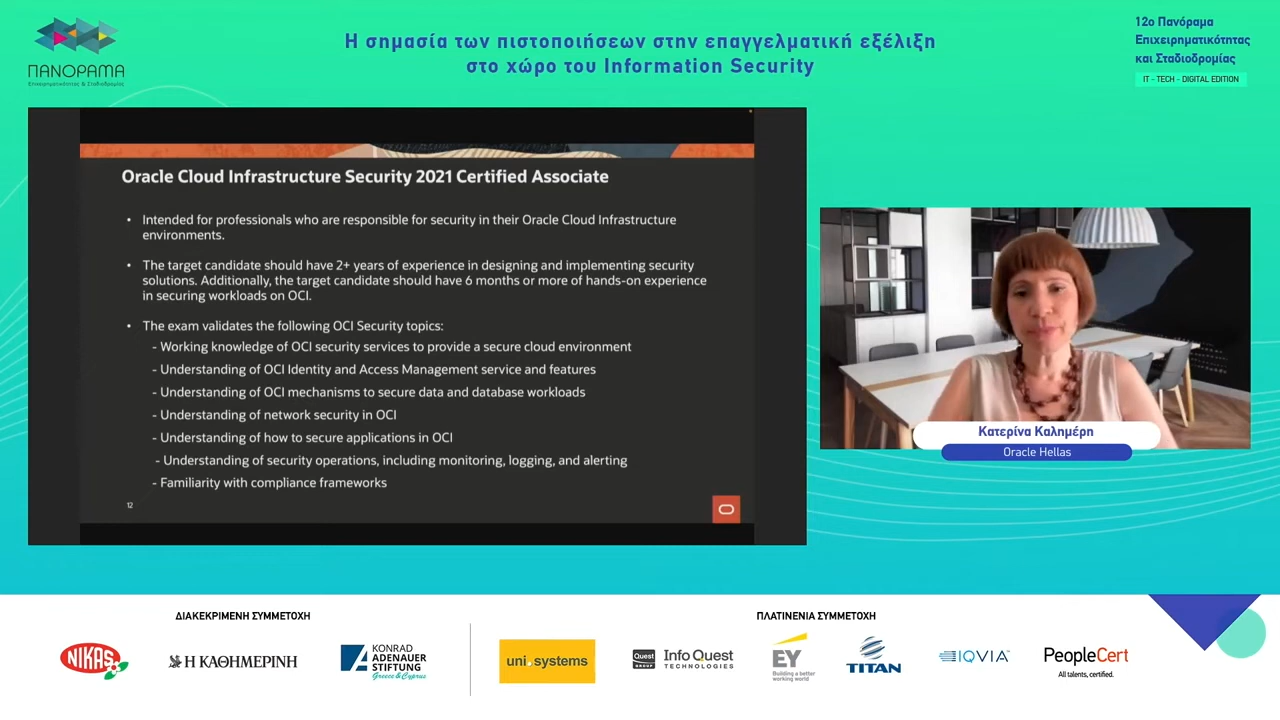 ΠΑΝΟΡΑΜΑ
Επιχειρηματικότητας & Σταδιοδρομίας
Η σημασία των πιστοποιήσεων στην επαγγελματική εξέλιξη
στο χώρο του Information Security
12ο Πανόραμα
Επιχειρηματικότητας
και Σταδιοδρομίας
IT - TECH - DIGITAL EDITION
Oracle Cloud Infrastructure Security 2021 Certified Associate
• Intended for professionals who are responsible for security in their Oracle Cloud Infrastructure
environments.
• The target candidate should have 2+ years of experience in designing and implementing security
solutions. Additionally, the target candidate should have 6 months or more of hands-on experience
in securing workloads on OCI.
• The exam validates the following OCI Security topics:
- Working knowledge of OCI security services to provide a secure cloud environment
- Understanding of OCI Identity and Access Management service and features
- Understanding of OCI mechanisms to secure data and database workloads
- Understanding of network security in OCI
- Understanding of how to secure applications in OCI
- Understanding of security operations, including monitoring, logging, and alerting
- Familiarity with compliance frameworks
12
Κατερίνα Καλημέρη
Oracle Hellas
ΔΙΑΚΕΚΡΙΜΕΝΗ ΣΥΜΜΕΤΟΧΗ
NIKAS
Η ΚΑΘΗΜΕΡΙΝΗ
KONRAD
ADENAUER
STIFTUNG
Greece & Cyprus
ΠΛΑΤΙΝΕΝΙΑ ΣΥΜΜΕΤΟΧΗ
uni.systems
Quest
GROUP
Info Quest
TECHNOLOGIES
EY
Building a better
working world
TITAN
IQVIA
PeopleCert
All talents, certified.